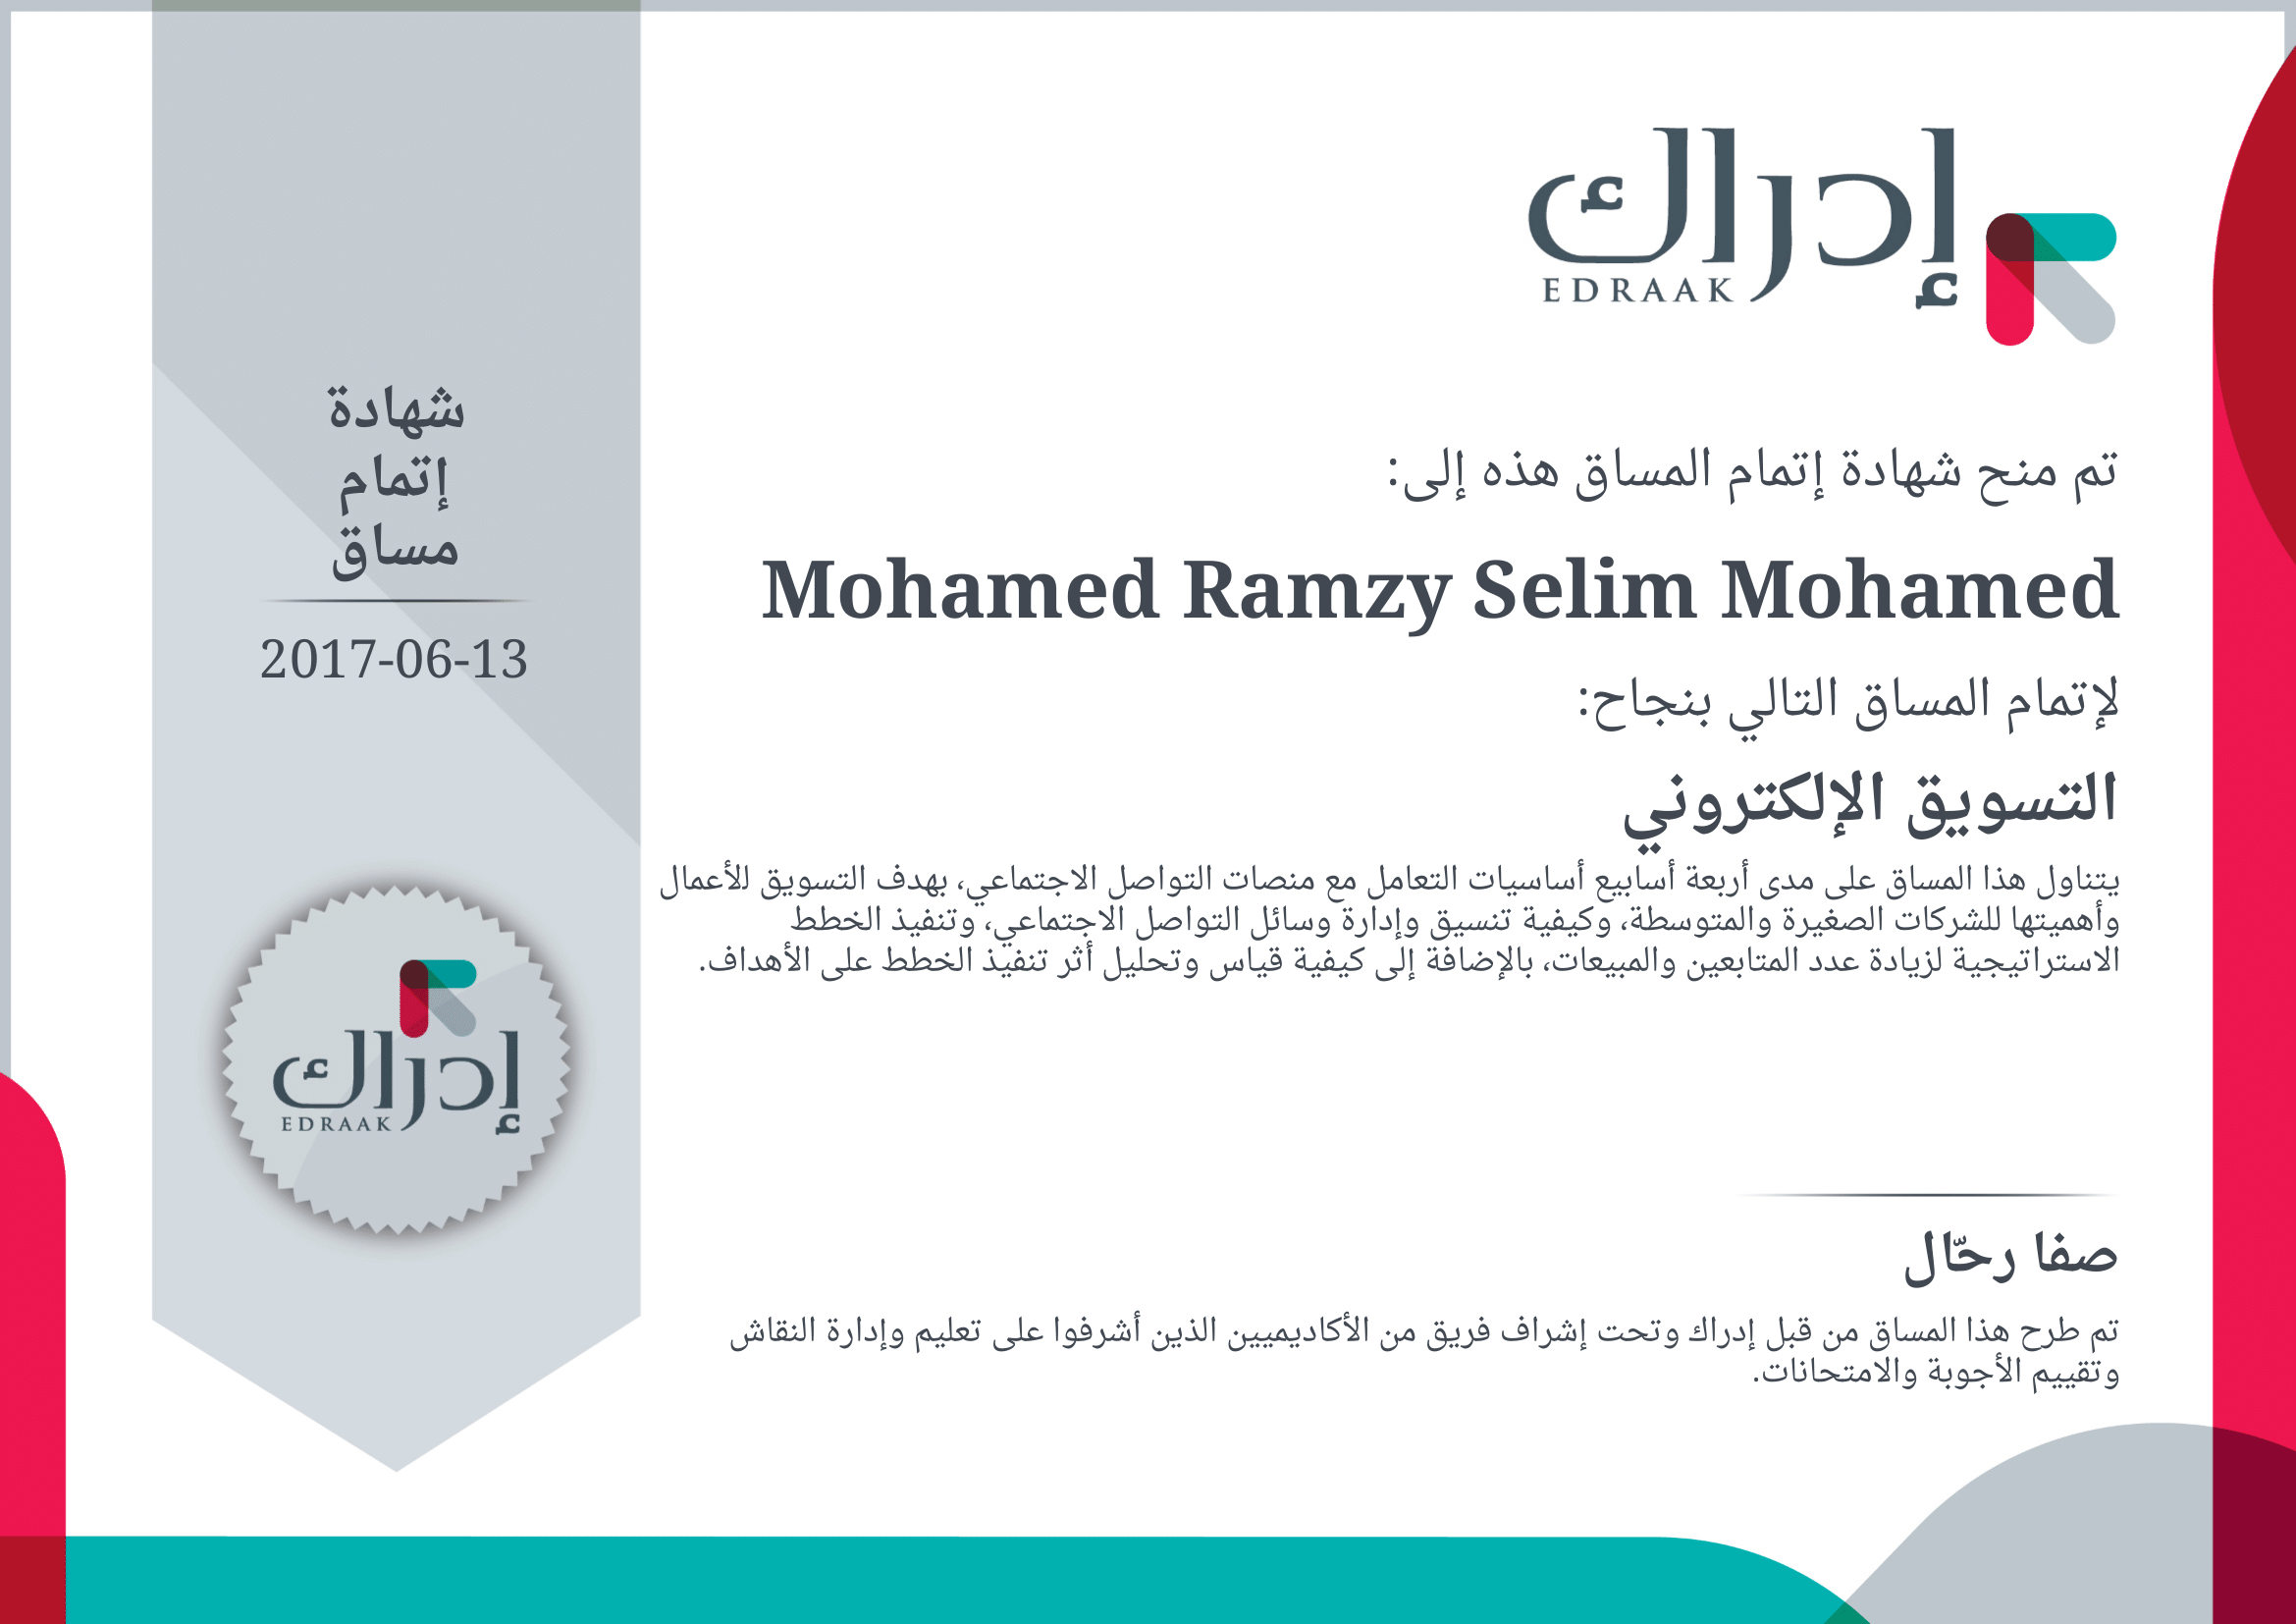 إدراك
EDRAAK
شهادة
إتمام
مساق
2017-06-13
تم منح شهادة إتمام المساق هذه إلى:
Mohamed Ramzy Selim Mohamed
لإتمام المساق التالي بنجاح:
التسويق الإلكتروني
يتناول هذا المساق على مدى أربعة أسابيع أساسيات التعامل مع منصات التواصل الاجتماعي، بهدف التسويق للأعمال
وأهميتها للشركات الصغيرة والمتوسطة، وكيفية تنسيق وإدارة وسائل التواصل الاجتماعي، وتنفيذ الخطط
الاستراتيجية لزيادة عدد المتابعين والمبيعات، بالإضافة إلى كيفية قياس وتحليل أثر تنفيذ الخطط على الأهداف.
إدراك
EDRAAK
صفا رحّال
تم طرح هذا المساق من قبل إدراك وتحت إشراف فريق من الأكاديميين الذين أشرفوا على تعليم وإدارة النقاش
وتقييم الأجوبة والامتحانات.